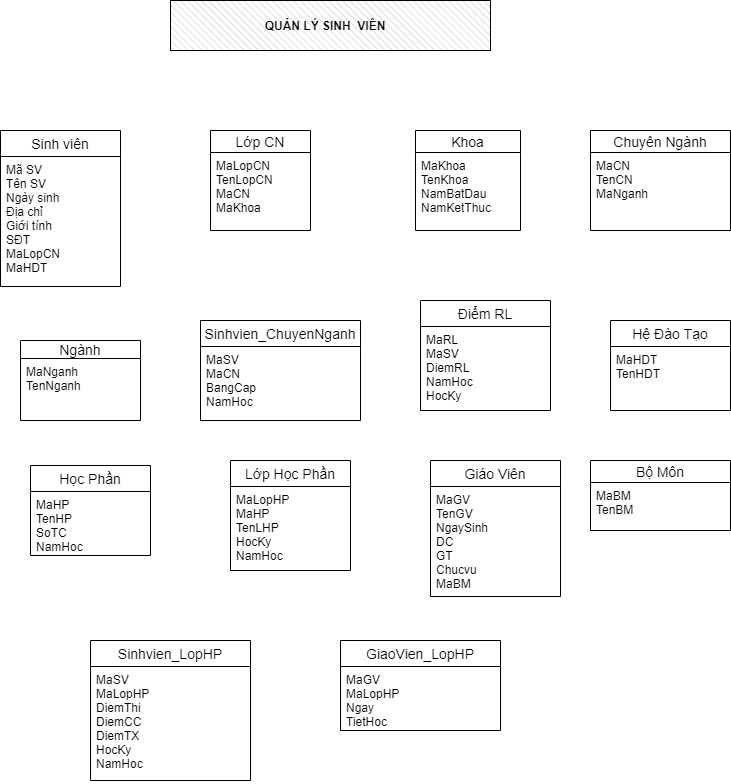 QUẢN LÝ SINH VIÊN
Sinh viên
Mã SV
Tên SV
Ngày sinh
Địa chỉ
Giới tính
SĐT
MaLopCN
MaHDT
Lớp CN
MaLopCN
TenLopCN
MaCN
MaKhoa
Khoa
MaKhoa
TenKhoa
NamBatDau
NamKetThuc
Chuyên Ngành
MaCN
TenCN
MaNganh
Ngành
MaNganh
TenNganh
Sinhvien_ChuyenNganh
MaSV
MaCN
BangCap
NamHoc
Điểm RL
MaRL
MaSV
DiemRL
NamHoc
HocKy
Hệ Đào Tạo
MaHDT
TenHDT
Học Phần
MaHP
TenHP
SoTC
NamHoc
Lớp Học Phần
MaLopHP
MaHP
TenLHP
HocKy
NamHoc
Giáo Viên
MaGV
TenGV
NgaySinh
DC
GT
Chucvu
MaBM
Bộ Môn
MaBM
TenBM
Sinhvien_LopHP
MaSV
MaLopHP
DiemThi
DiemCC
DiemTX
HocKy
NamHoc
GiaoVien_LopHP
MaGV
MaLopHP
Ngay
TietHoc